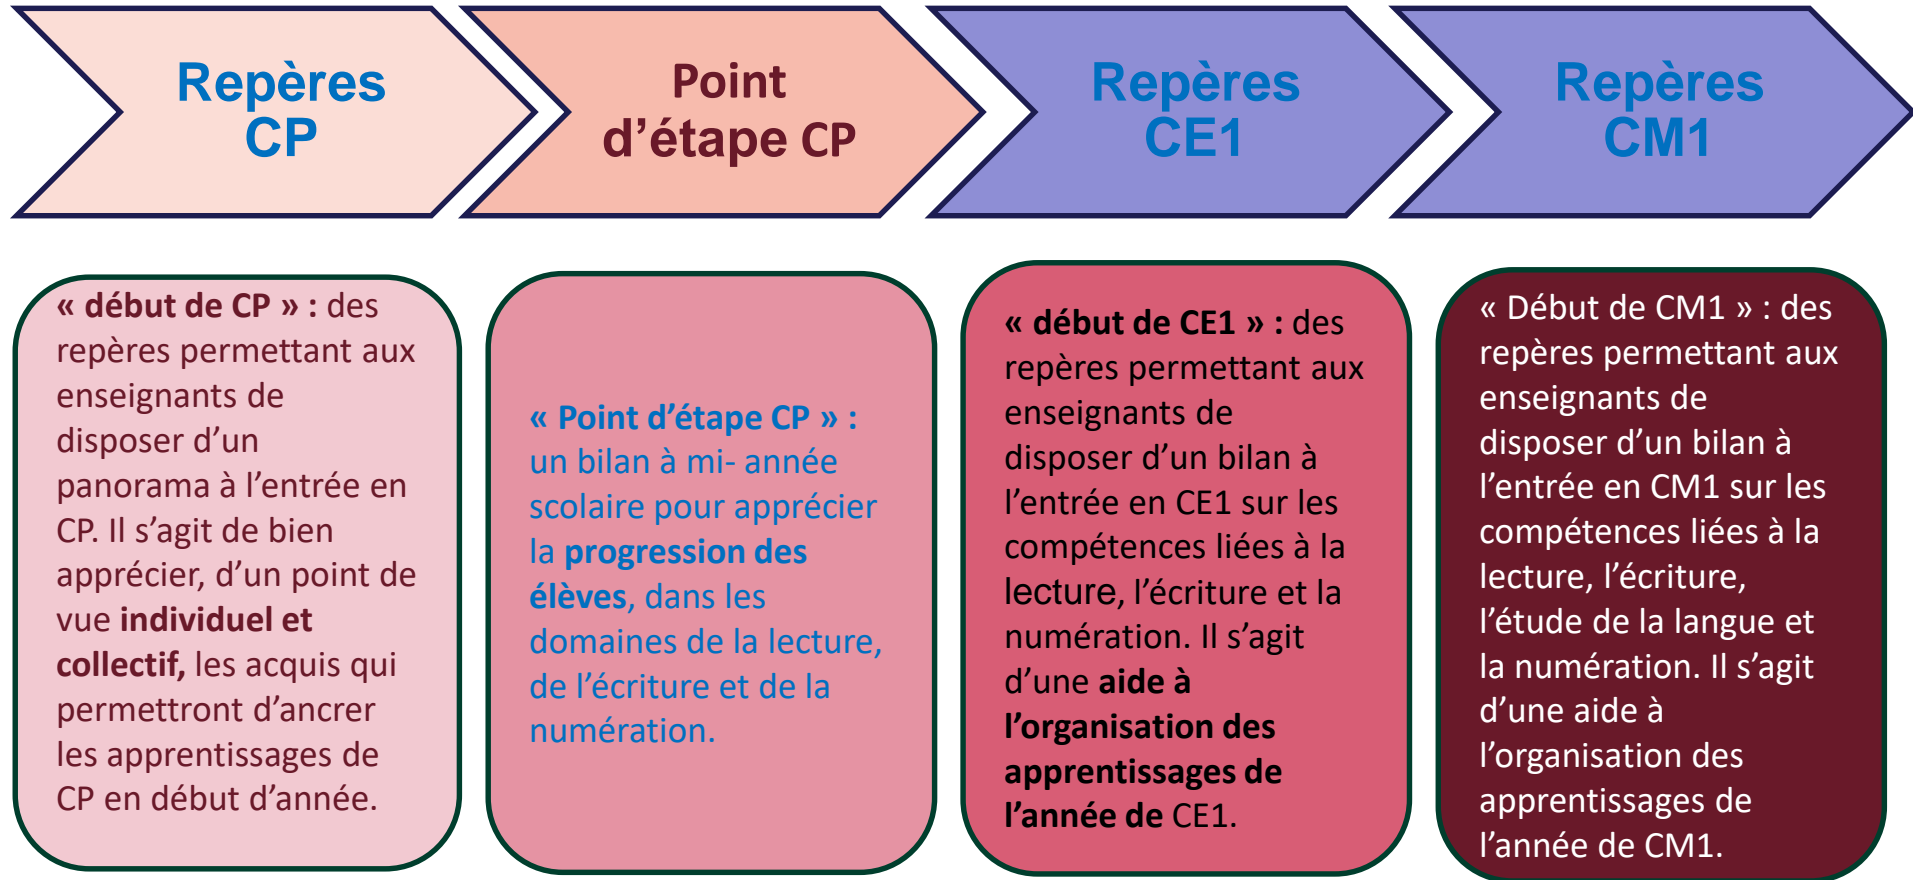 Repères
CP
Point
d’étape CP
Repères
CE1
Repères
CM1
« début de CP » : des
repères permettant aux
enseignants de
disposer d’un
panorama à l’entrée en
CP. Il s’agit de bien
apprécier, d’un point de
vue individuel et
collectif, les acquis qui
permettront d’ancrer
les apprentissages de
CP en début d’année.
« Point d’étape CP » :
un bilan à mi- année
scolaire pour apprécier
la progression des
élèves, dans les
domaines de la lecture,
de l’écriture et de la
numération.
« début de CE1 » : des
repères permettant aux
enseignants de
disposer d’un bilan à
l’entrée en CE1 sur les
compétences liées à la
lecture, l’écriture et la
numération. Il s’agit
d’une aide à
l’organisation des
apprentissages de
l’année de CE1.
« Début de CM1 » : des
repères permettant aux
enseignants de
disposer d’un bilan à
l’entrée en CM1 sur les
compétences liées à la
lecture, l’écriture,
l’étude de la langue et
la numération. Il s’agit
d’une aide à
l’organisation des
apprentissages de
l’année de CM1.